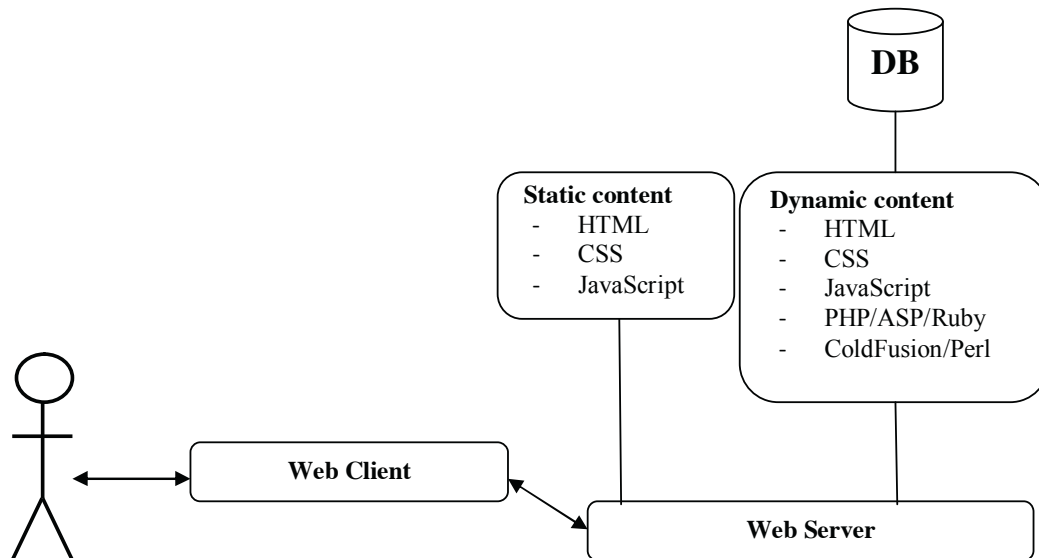 DB
Static content
- HTML
- CSS
- JavaScript
Dynamic content
- HTML
- CSS
- JavaScript
- PHP/ASP/Ruby
- ColdFusion/Perl
Web Client
Web Server